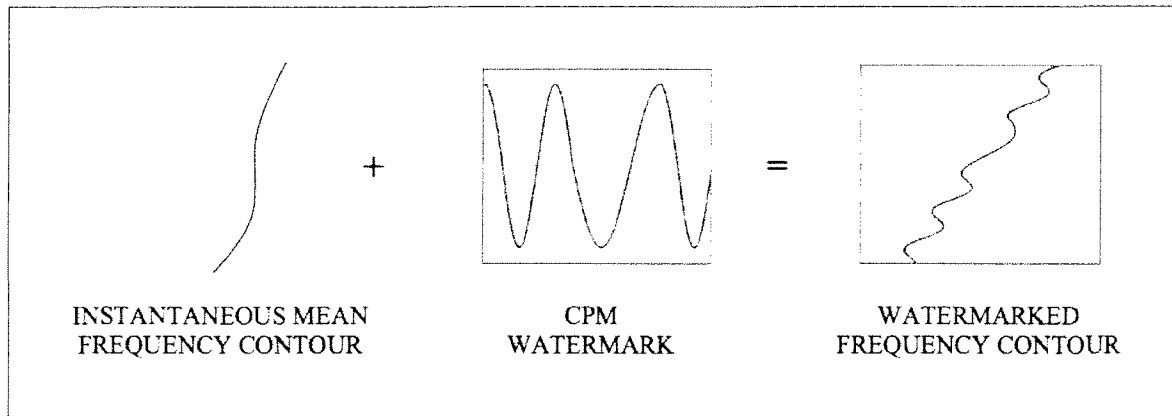 +
=
INSTANTANEOUS MEAN
FREQUENCY CONTOUR
CPM
WATERMARK
WATERMARKED
FREQUENCY CONTOUR